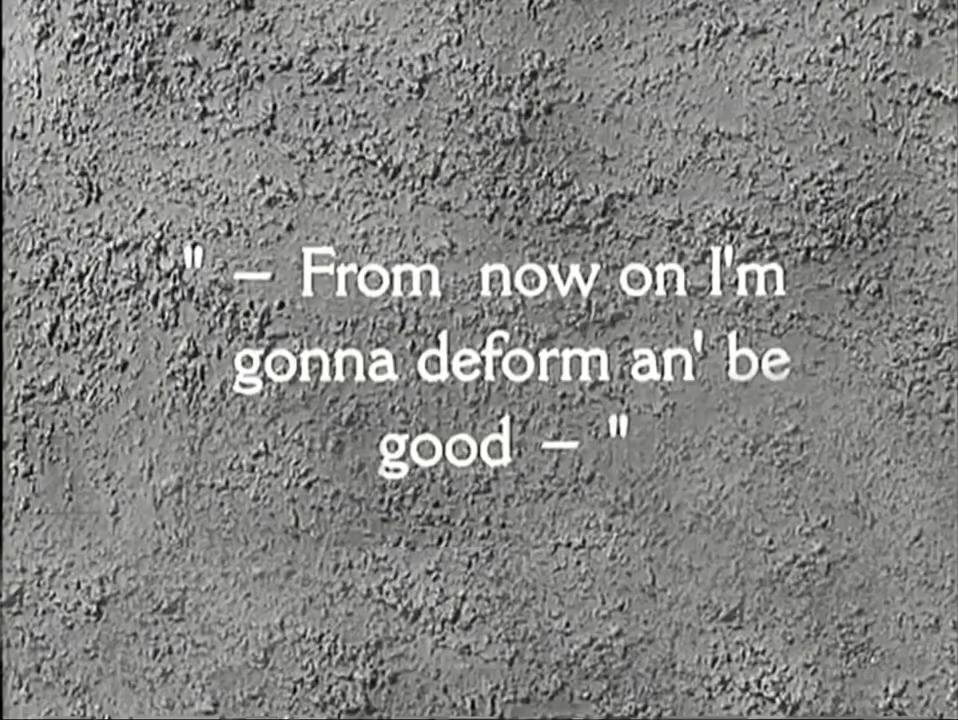 " — From now on I'm
gonna deform an' be
good — "